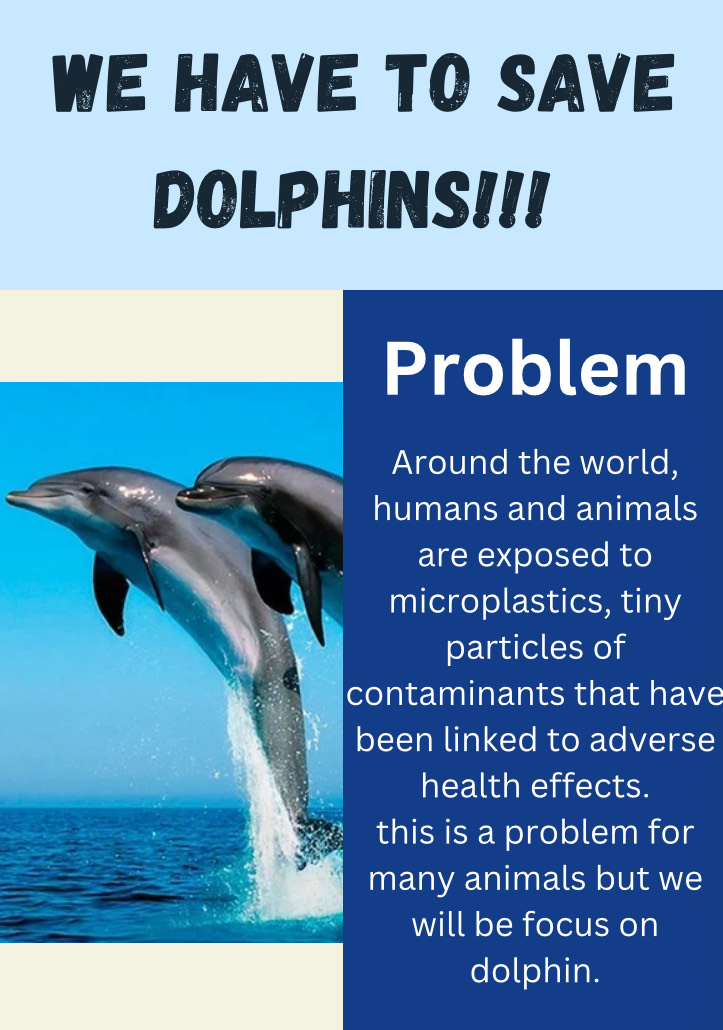 WE HAVE TO SAVE
DOLPHINS!!!
Problem
Around the world,
humans and animals
are exposed to
microplastics, tiny
particles of
contaminants that have
been linked to adverse
health effects.
this is a problem for
many animals but we
will be focus on
dolphin.